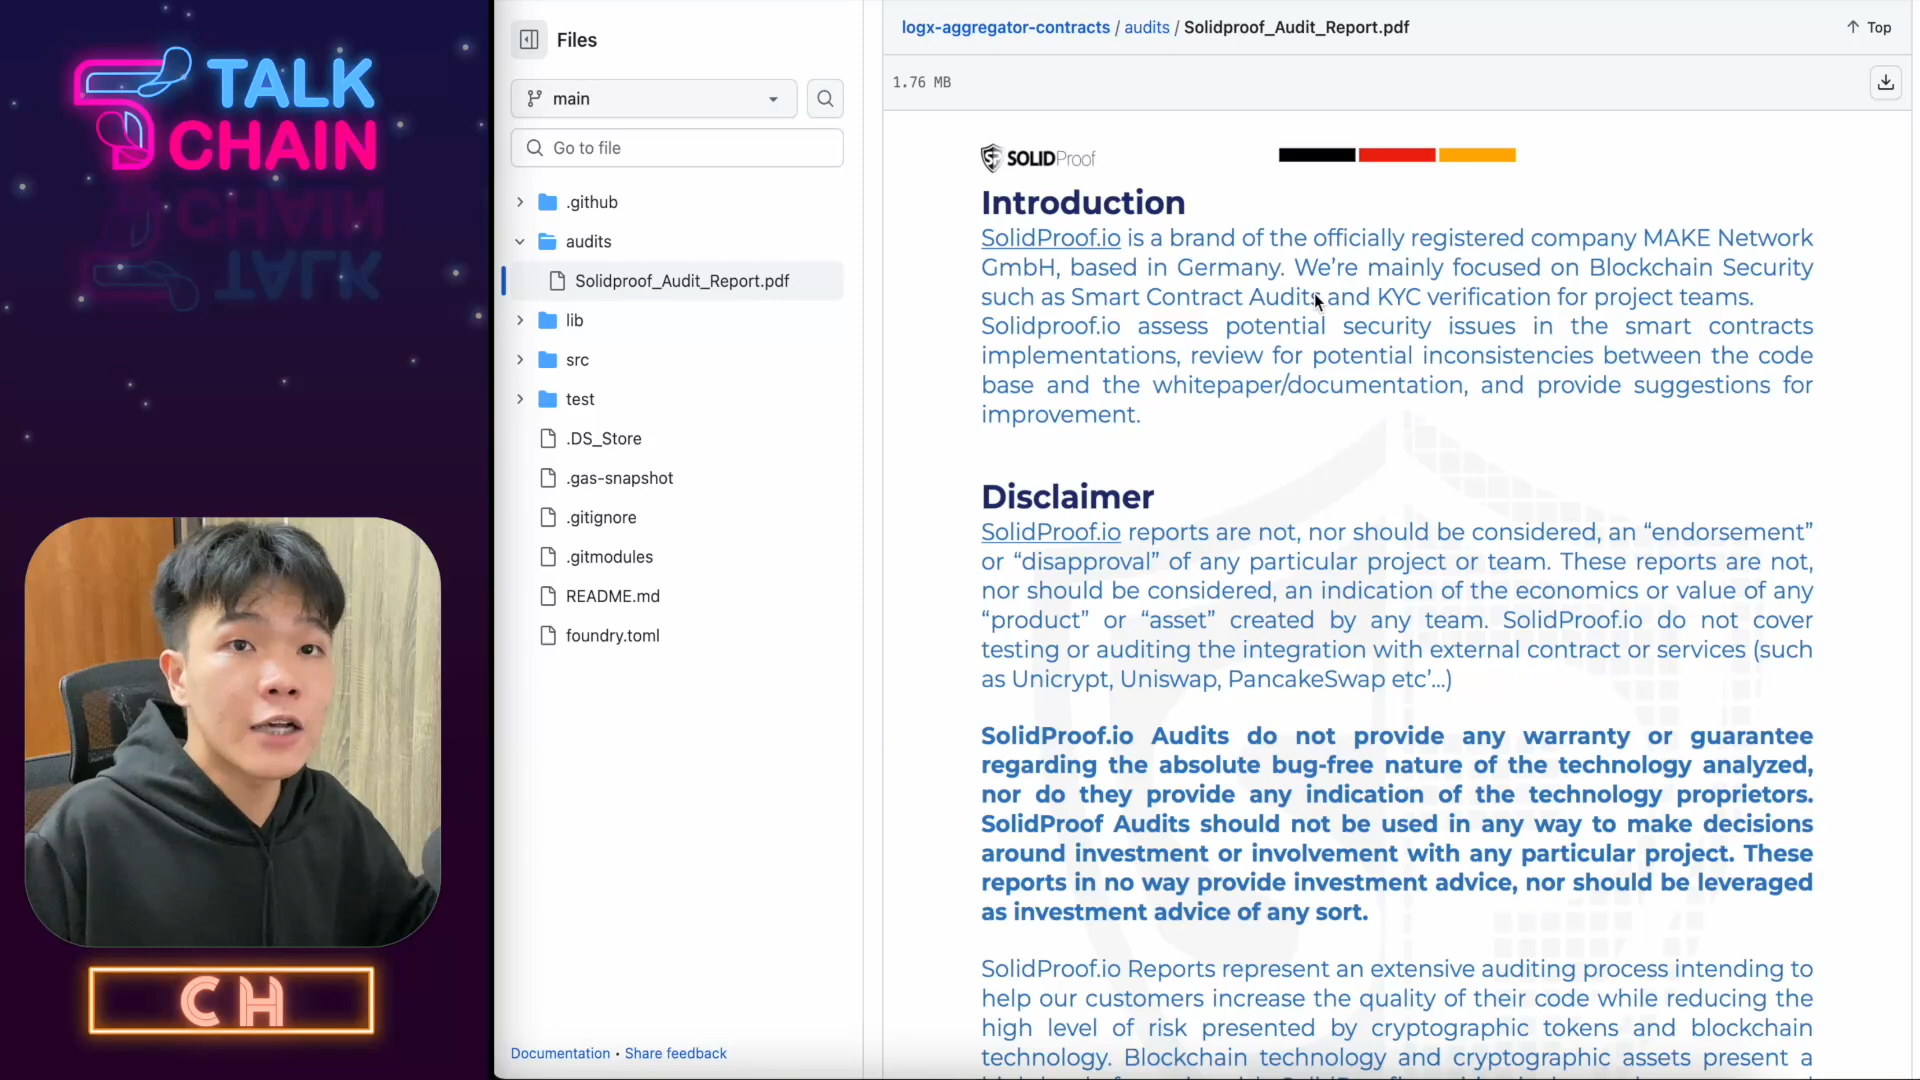 TALK
CHAIN
CH
Files
main
Go to file
.github
audits
Solidproof_Audit_Report.pdf
lib
src
test
.DS_Store
.gas-snapshot
.gitignore
.gitmodules
README.md
foundry.toml
Documentation • Share feedback
logx-aggregator-contracts / audits / Solidproof_Audit_Report.pdf
Top
1.76 MB
SOLIDProof
Introduction
SolidProof.io is a brand of the officially registered company MAKE Network
GmbH, based in Germany. We're mainly focused on Blockchain Security
such as Smart Contract Audits and KYC verification for project teams.
Solidproof.io assess potential security issues in the smart contracts
implementations, review for potential inconsistencies between the code
base and the whitepaper/documentation, and provide suggestions for
improvement.
Disclaimer
SolidProof.io reports are not, nor should be considered, an “endorsement”
or “disapproval” of any particular project or team. These reports are not,
nor should be considered, an indication of the economics or value of any
“product” or “asset” created by any team. SolidProof.io do not cover
testing or auditing the integration with external contract or services (such
as Unicrypt, Uniswap, PancakeSwap etc’...)
SolidProof.io Audits do not provide any warranty or guarantee
regarding the absolute bug-free nature of the technology analyzed,
nor do they provide any indication of the technology proprietors.
SolidProof Audits should not be used in any way to make decisions
around investment or involvement with any particular project. These
reports in no way provide investment advice, nor should be leveraged
as investment advice of any sort.
SolidProof.io Reports represent an extensive auditing process intending to
help our customers increase the quality of their code while reducing the
high level of risk presented by cryptographic tokens and blockchain
technology. Blockchain technology and cryptographic assets present a